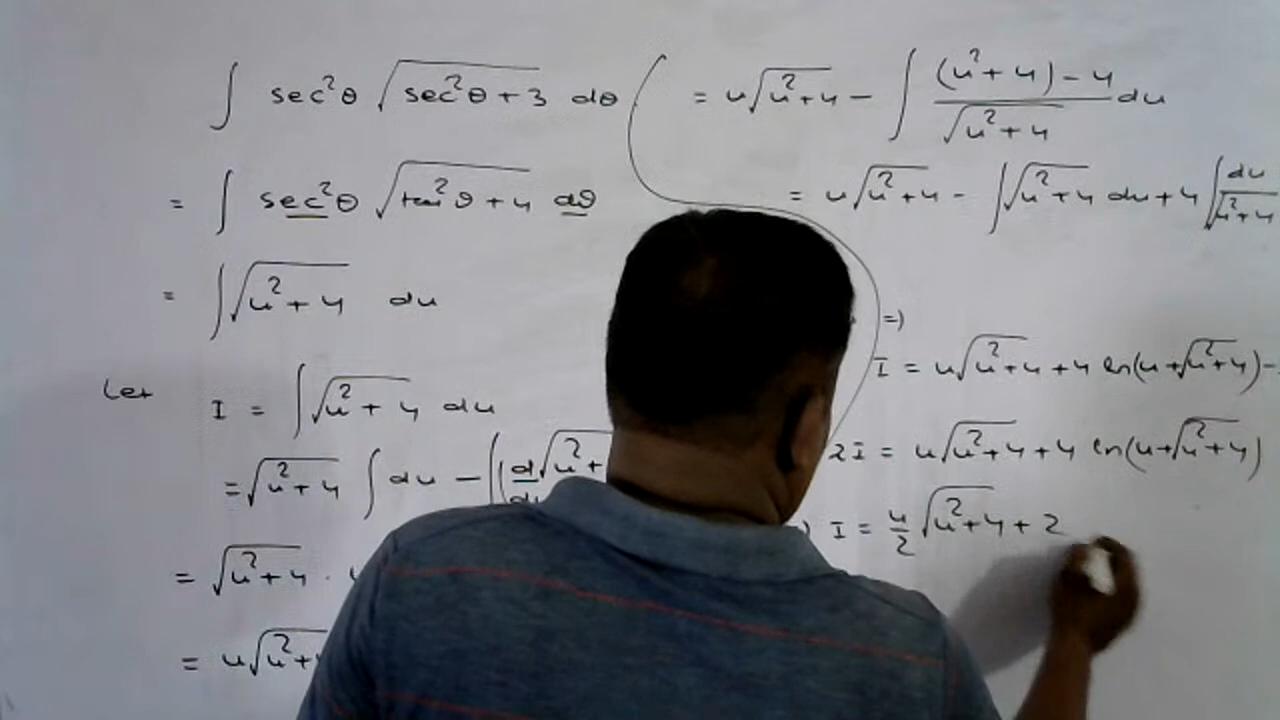 ∫ sec²θ √(sec²θ + 3) dθ
= ∫ sec²θ √(tan²θ + 4) dθ
= ∫ √(u² + 4) du
Let I = ∫ √(u² + 4) du
= √(u² + 4) ∫ du − ∫ (d/du √(u² +
= √(u² + 4) ·
= u√(u² +
= u√(u² + 4) − ∫ ((u² + 4) − 4)/√(u² + 4) du
= u√(u² + 4) − ∫ √(u² + 4) du + 4 ∫ du/√(u² + 4)
=)
I = u√(u² + 4) + 4 ln(u + √(u² + 4)) −
2I = u√(u² + 4) + 4 ln(u + √(u² + 4))
) I = u/2 √(u² + 4) + 2